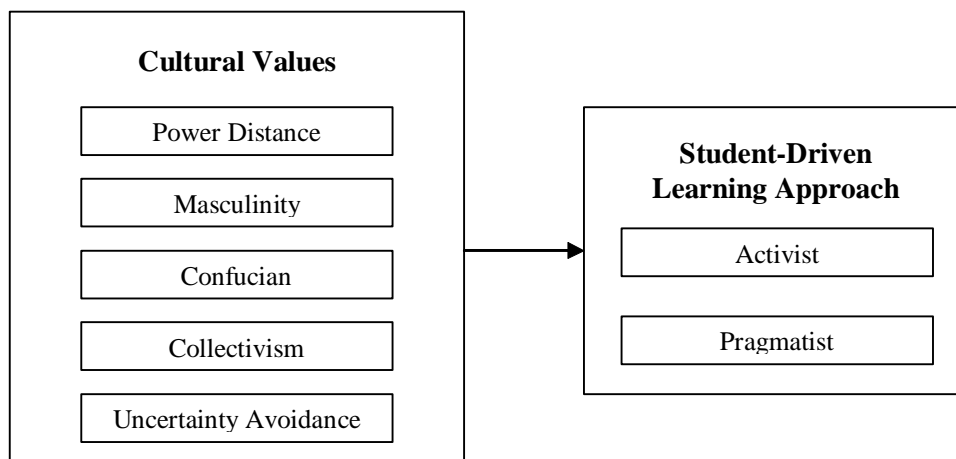 Cultural Values
Power Distance
Masculinity
Confucian
Collectivism
Uncertainty Avoidance
Student-Driven
Learning Approach
Activist
Pragmatist